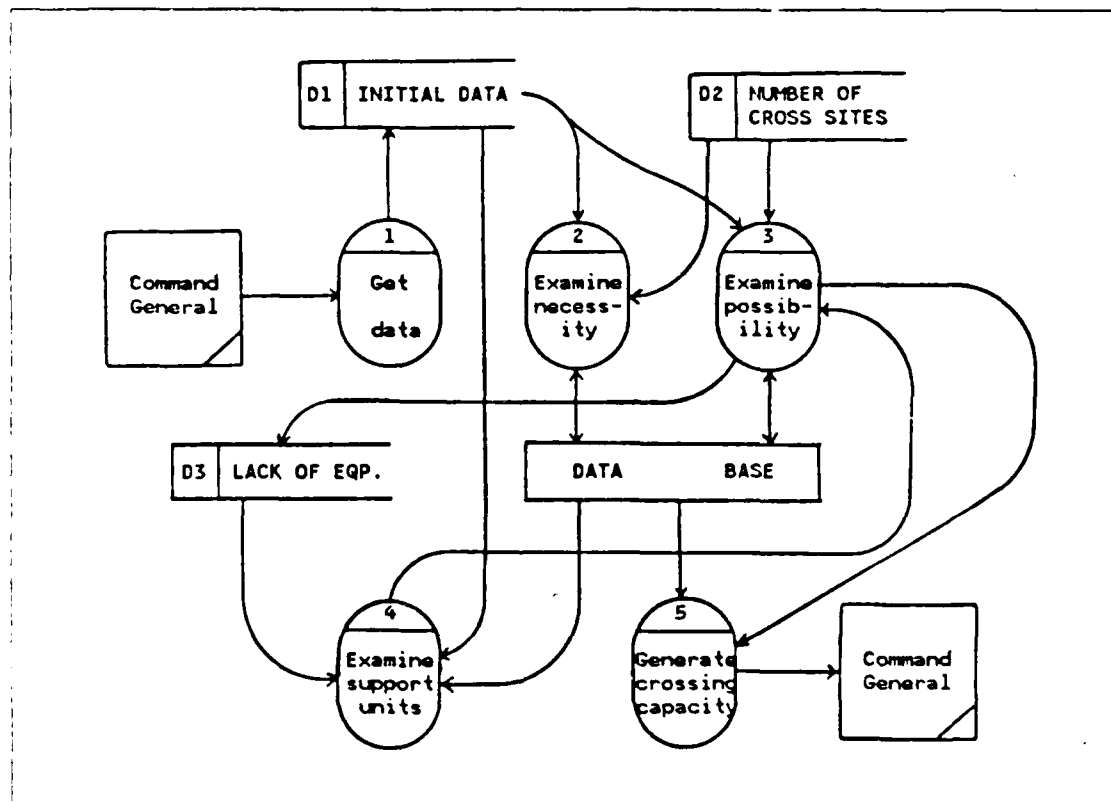 D1 INITIAL DATA
D2 NUMBER OF
CROSS SITES
1
Get
data
2
Examine
necess-
ity
3
Examine
possib-
ility
Command
General
D3 LACK OF EQP.
DATA BASE
4
Examine
support
units
5
Generate
crossing
capacity
Command
General